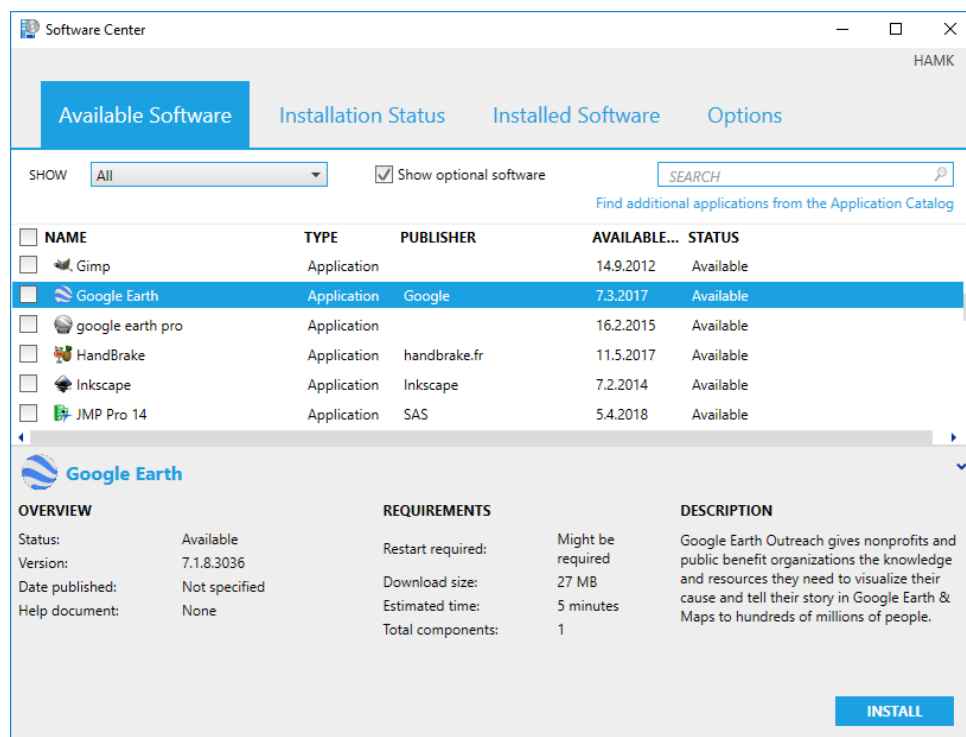 Software Center
HAMK
Available Software Installation Status Installed Software Options
SHOW All Show optional software SEARCH
Find additional applications from the Application Catalog
NAME TYPE PUBLISHER AVAILABLE... STATUS
Gimp Application 14.9.2012 Available
Google Earth Application Google 7.3.2017 Available
google earth pro Application 16.2.2015 Available
HandBrake Application handbrake.fr 11.5.2017 Available
Inkscape Application Inkscape 7.2.2014 Available
JMP Pro 14 Application SAS 5.4.2018 Available
Google Earth
OVERVIEW
Status: Available
Version: 7.1.8.3036
Date published: Not specified
Help document: None
REQUIREMENTS
Restart required: Might be
required
Download size: 27 MB
Estimated time: 5 minutes
Total components: 1
DESCRIPTION
Google Earth Outreach gives nonprofits and
public benefit organizations the knowledge
and resources they need to visualize their
cause and tell their story in Google Earth &
Maps to hundreds of millions of people.
INSTALL